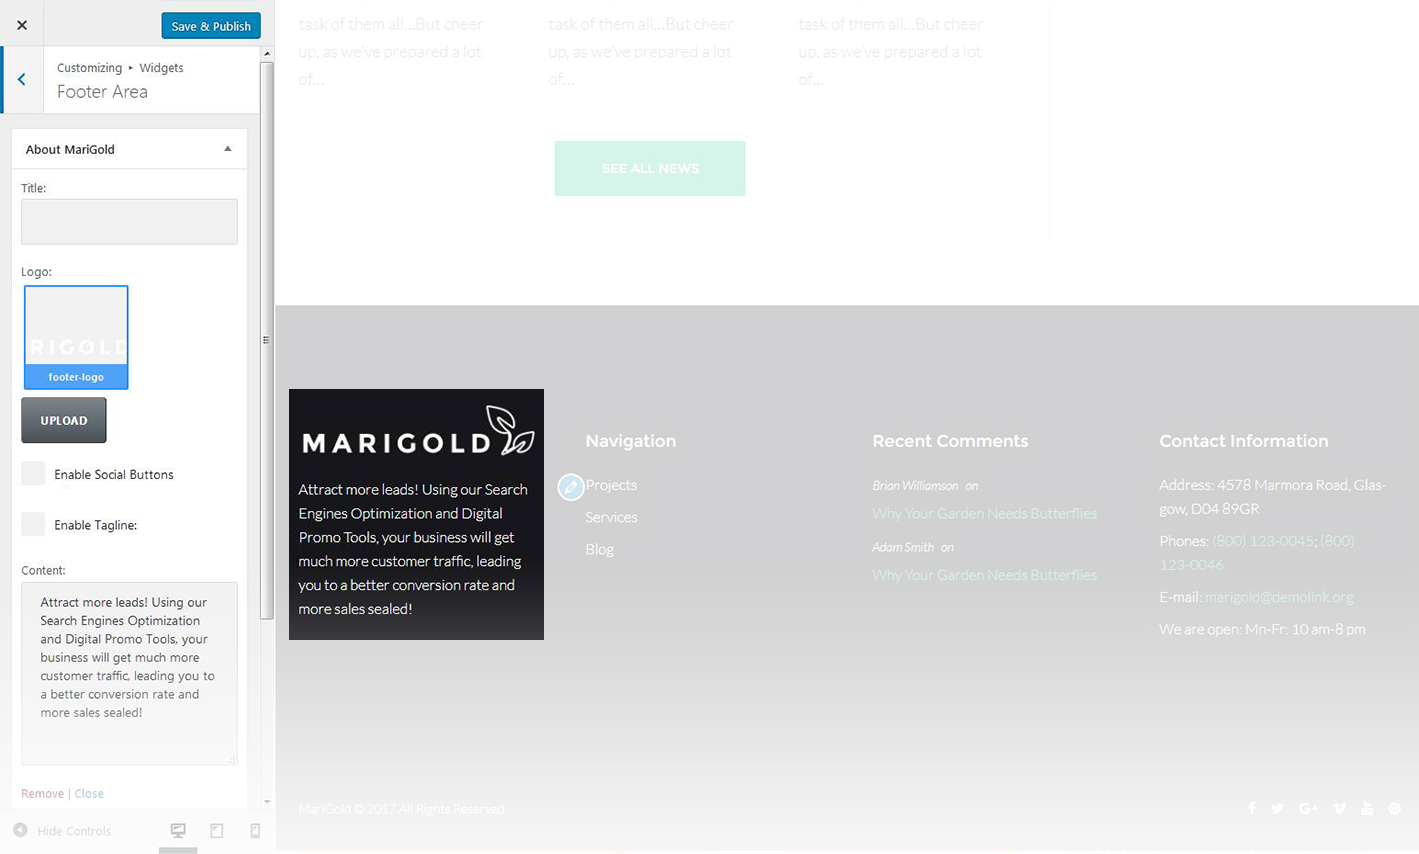 Save & Publish
Customizing ▸ Widgets
Footer Area
About MariGold
Title:
Logo:
RIGOLD
footer-logo
UPLOAD
Enable Social Buttons
Enable Tagline:
Content:
Attract more leads! Using our
Search Engines Optimization
and Digital Promo Tools, your
business will get much more
customer traffic, leading you to
a better conversion rate and
more sales sealed!
Remove | Close
Hide Controls
task of them all...But cheer
up, as we've prepared a lot
of...
task of them all...But cheer
up, as we've prepared a lot
of...
task of them all...But cheer
up, as we've prepared a lot
of...
SEE ALL NEWS
MARIGOLD
Attract more leads! Using our Search
Engines Optimization and Digital
Promo Tools, your business will get
much more customer traffic, leading
you to a better conversion rate and
more sales sealed!
Navigation
Projects
Services
Blog
Recent Comments
Brian Williamson on
Why Your Garden Needs Butterflies
Adam Smith on
Why Your Garden Needs Butterflies
Contact Information
Address: 4578 Marmora Road, Glas-
gow, D04 89GR
Phones: (800) 123-0045; (800)
123-0046
E-mail: marigold@demolink.org
We are open: Mn-Fr: 10 am-8 pm
MariGold © 2017 All Rights Reserved